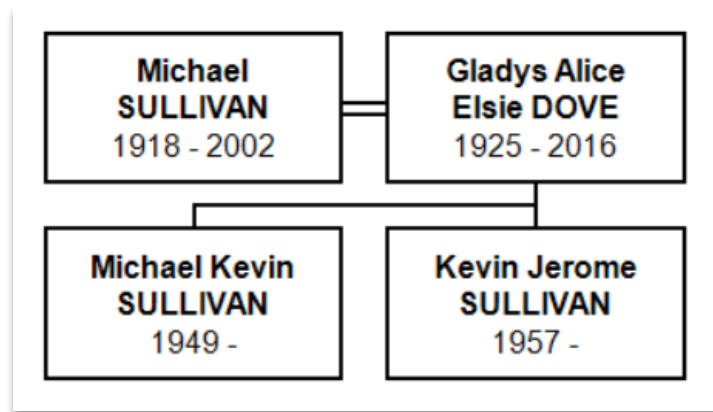 Michael
SULLIVAN
1918 - 2002
Gladys Alice
Elsie DOVE
1925 - 2016
Michael Kevin
SULLIVAN
1949 -
Kevin Jerome
SULLIVAN
1957 -